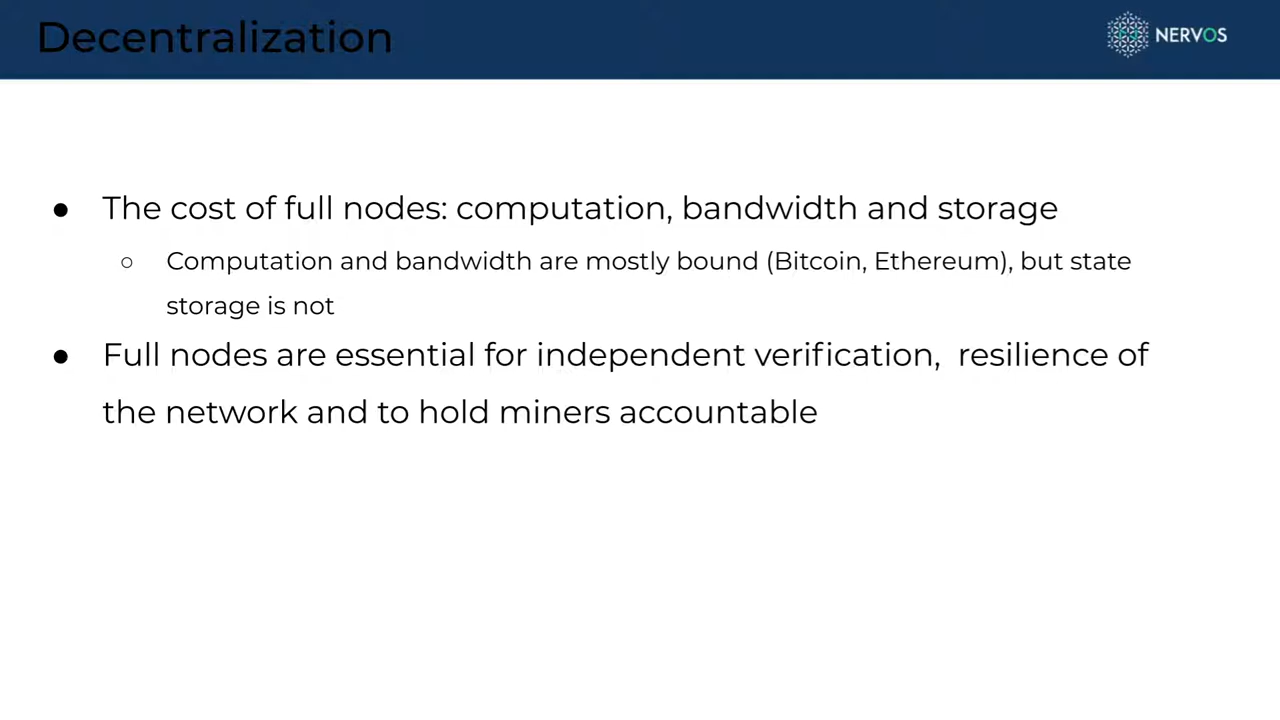 Decentralization
NERVOS
● The cost of full nodes: computation, bandwidth and storage
○ Computation and bandwidth are mostly bound (Bitcoin, Ethereum), but state
storage is not
● Full nodes are essential for independent verification,  resilience of
the network and to hold miners accountable